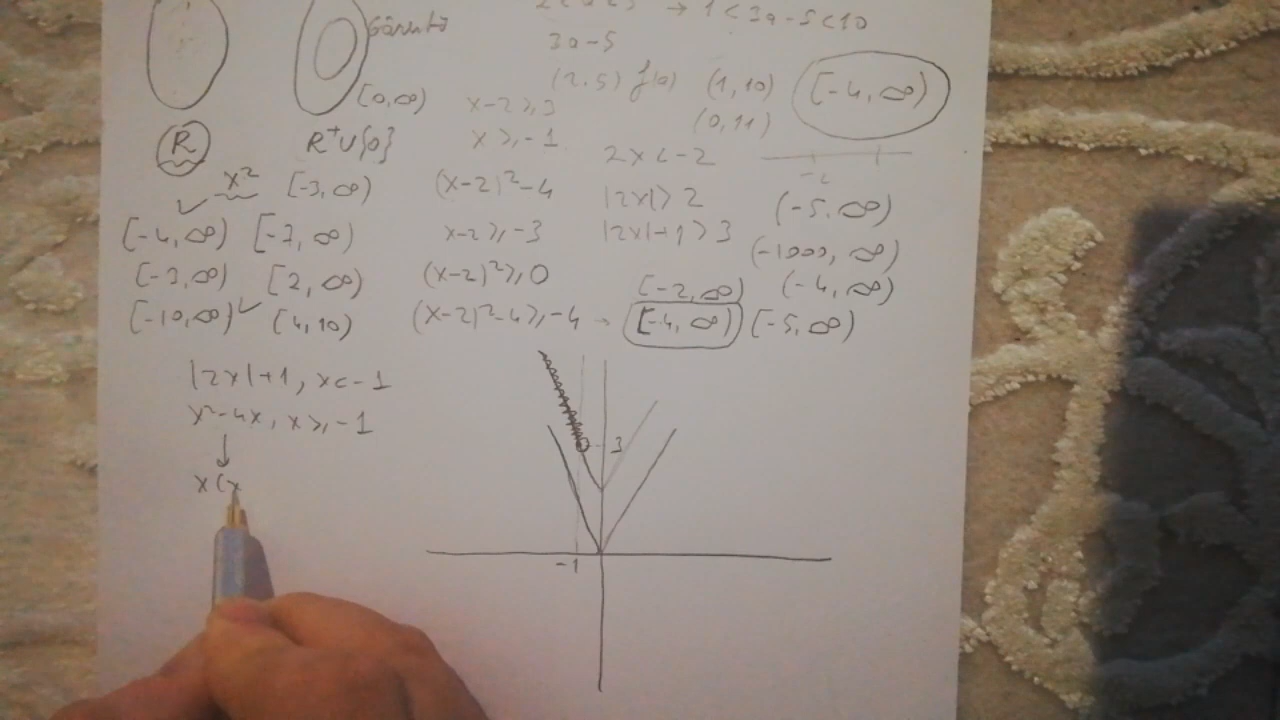 → 1 < 3a-5 < 10
Görüntü
3a-5
(2,5) f(a) (1,10) [-4, ∞)
[0,∞) x-2≥3 (0,11)
R R⁺∪{0} x≥-1 2x<-2
x² [-3, ∞) (x-2)²-4 |2x|>2 (-5, ∞)
[-4, ∞) [-7, ∞) x-2≥-3 |2x|+1>3 (-1000, ∞)
[-3, ∞) [2, ∞) (x-2)²≥0 [-2, ∞) (-4, ∞)
[-10, ∞) [4, 10) (x-2)²-4≥-4 → [-4, ∞) [-5, ∞)
|2x|+1, x<-1
x²-4x, x≥-1
3
x(x
-1